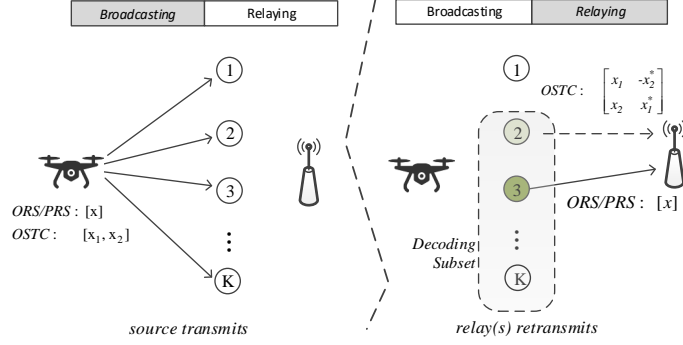 Broadcasting Relaying
1
2
3
⋮
K
ORS/PRS : [x]
OSTC : [x₁, x₂]
source transmits
Broadcasting Relaying
1
OSTC : [x₁ -x₂*
x₂ x₁*]
2
3
ORS/PRS : [x]
Decoding
Subset
⋮
K
relay(s) retransmits